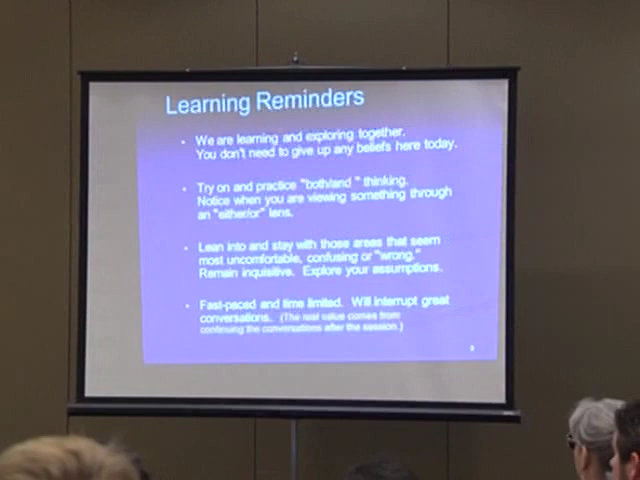 Learning Reminders
• We are learning and exploring together.
You don't need to give up any beliefs here today.
• Try on and practice "both/and " thinking.
Notice when you are viewing something through
an "either/or" lens.
• Lean into and stay with those areas that seem
most uncomfortable, confusing or "wrong."
Remain inquisitive. Explore your assumptions.
• Fast-paced and time limited. Will interrupt great
conversations. (The real value comes from
continuing the conversations after the session.)